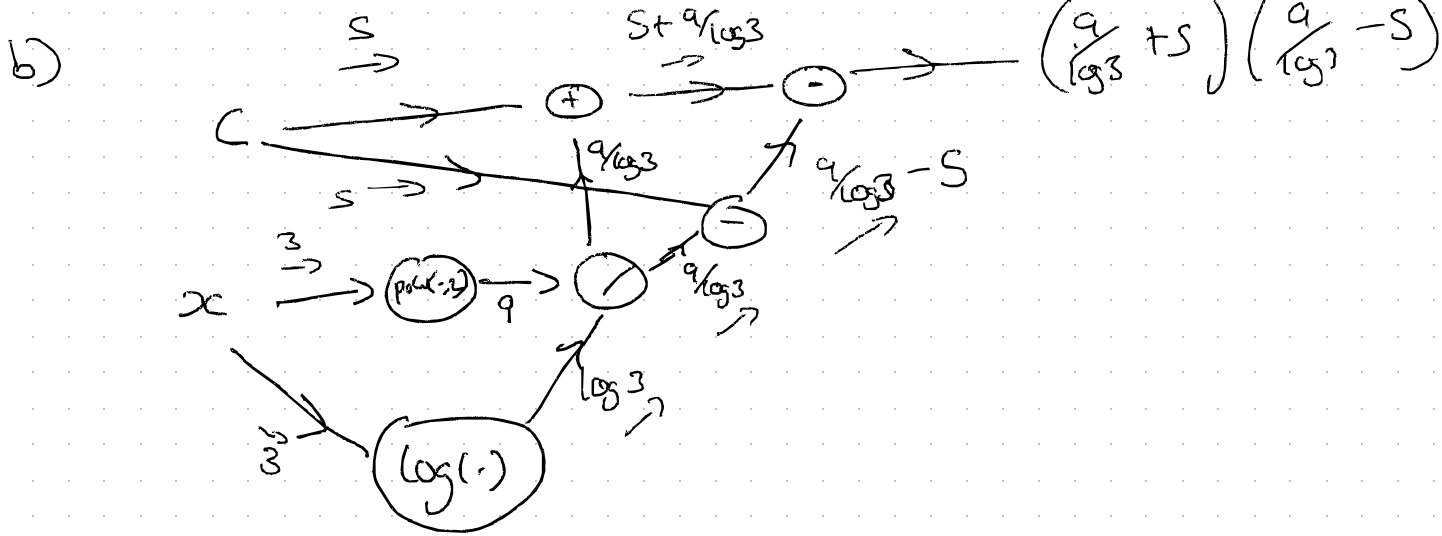 b)
S
S + 9/log3
(9/log3 + S)(9/log3 - S)
+
·
C
9/log3
9/log3 - S
S
-
3
x
pow(·,2)
9
/
9/log3
log3
3
log(·)